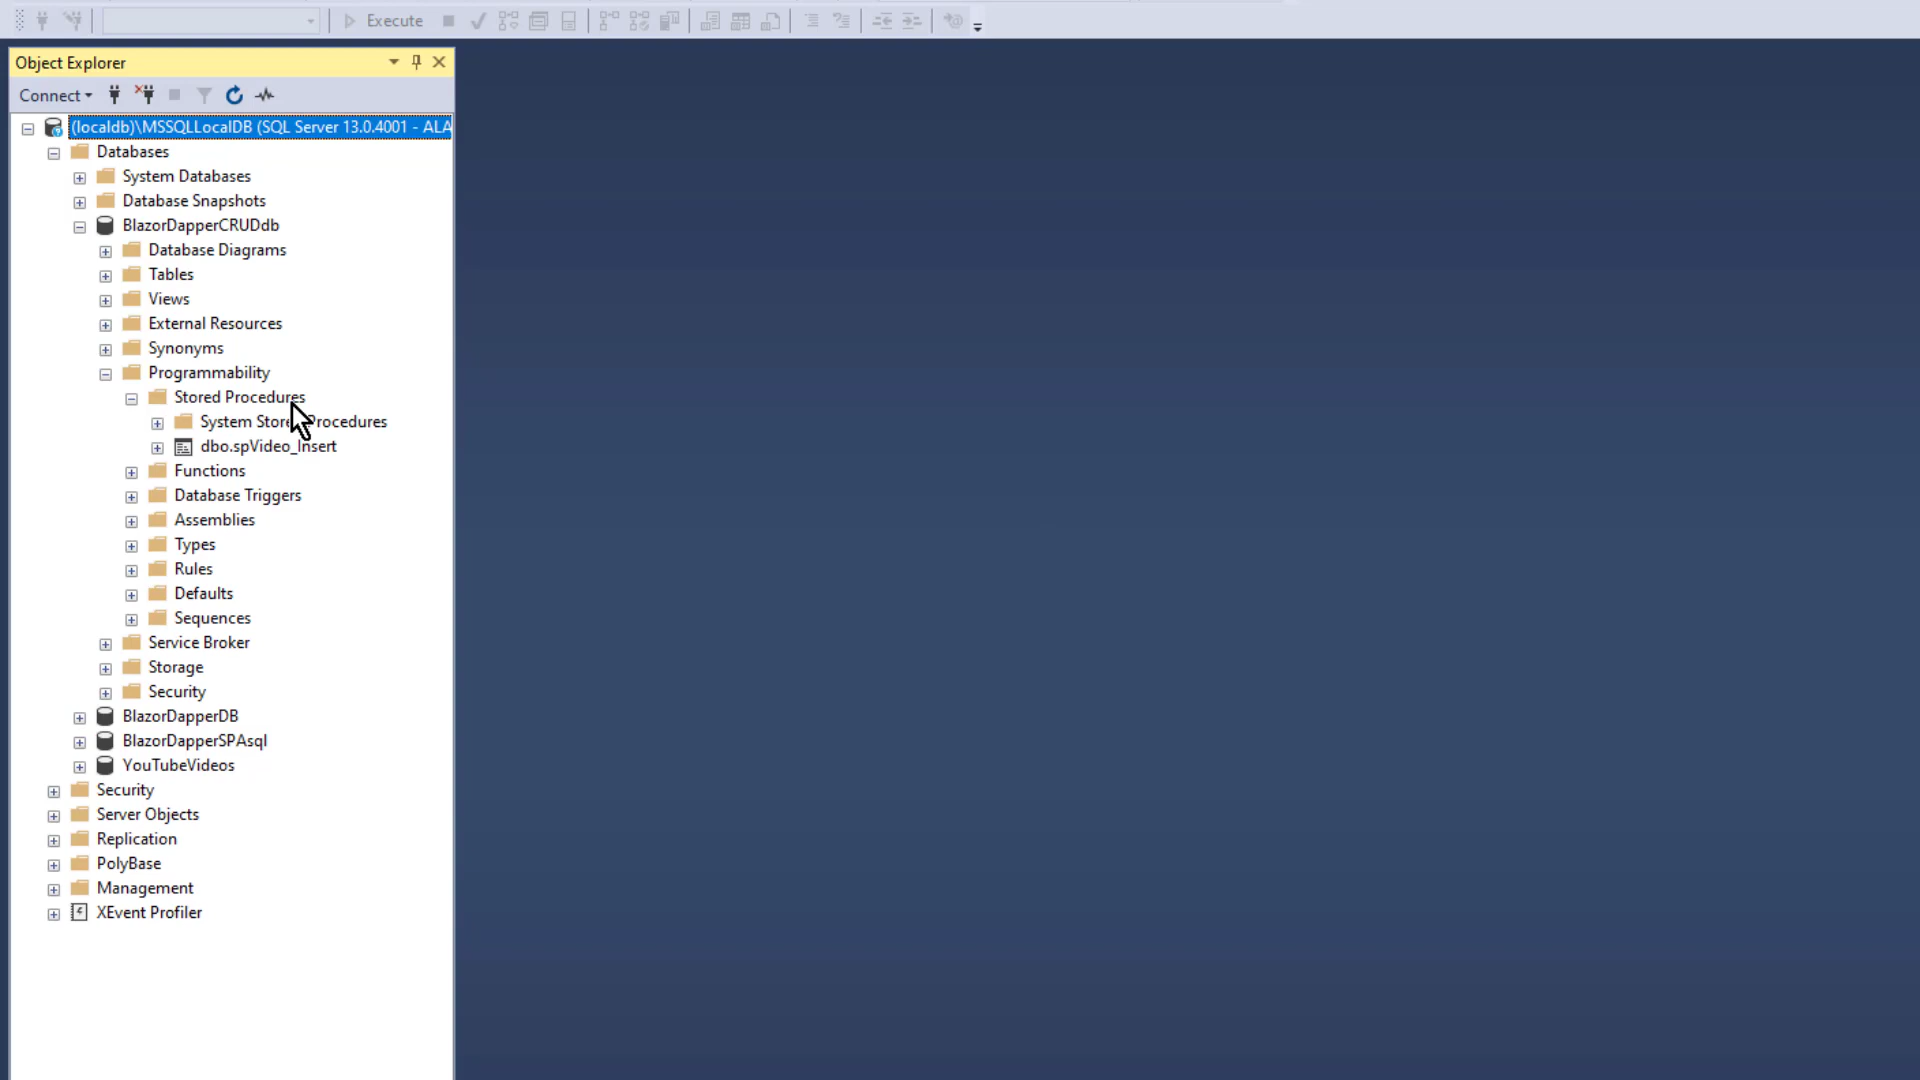 Execute
Object Explorer
Connect
(localdb)\MSSQLLocalDB (SQL Server 13.0.4001 - ALA
Databases
System Databases
Database Snapshots
BlazorDapperCRUDdb
Database Diagrams
Tables
Views
External Resources
Synonyms
Programmability
Stored Procedures
System Stored Procedures
dbo.spVideo_Insert
Functions
Database Triggers
Assemblies
Types
Rules
Defaults
Sequences
Service Broker
Storage
Security
BlazorDapperDB
BlazorDapperSPAsql
YouTubeVideos
Security
Server Objects
Replication
PolyBase
Management
XEvent Profiler